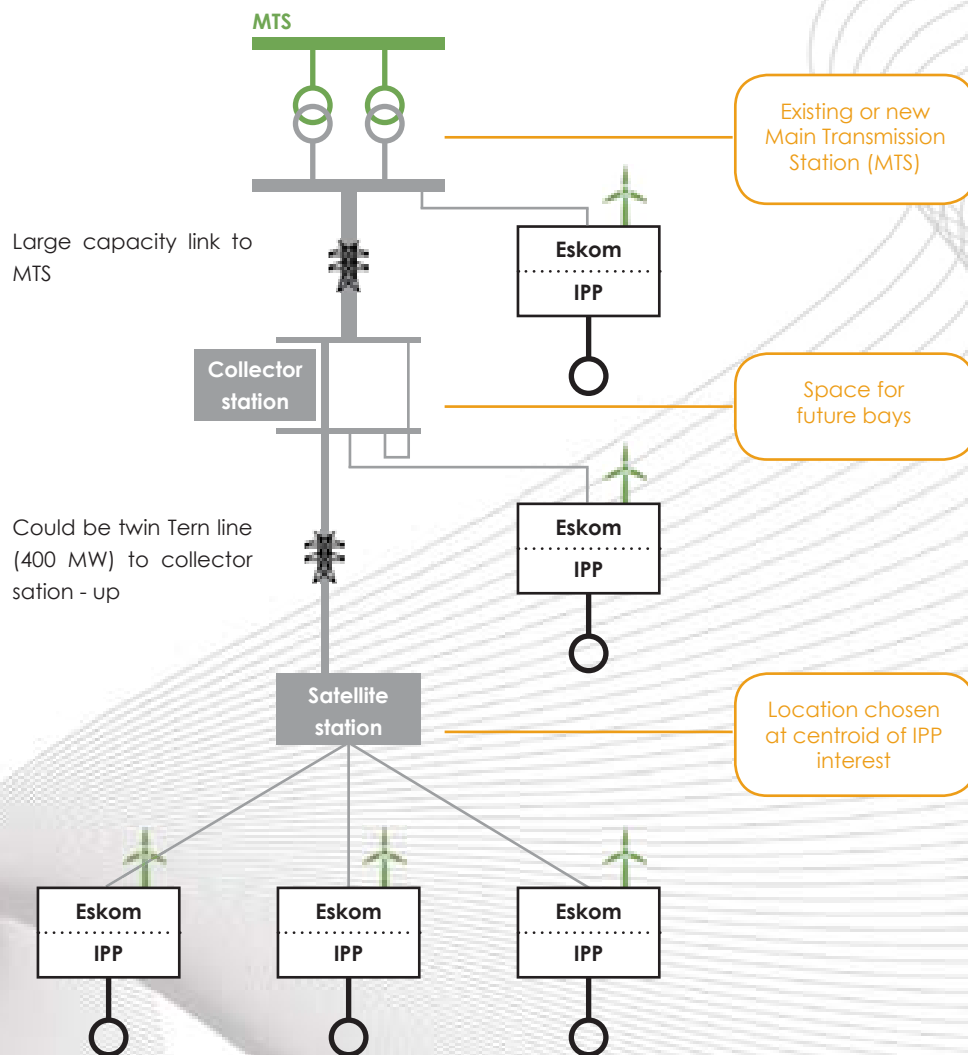 MTS
Existing or new
Main Transmission
Station (MTS)
Large capacity link to
MTS
Eskom
IPP
Collector
station
Space for
future bays
Could be twin Tern line
(400 MW) to collector
sation - up
Eskom
IPP
Satellite
station
Location chosen
at centroid of IPP
interest
Eskom
IPP
Eskom
IPP
Eskom
IPP